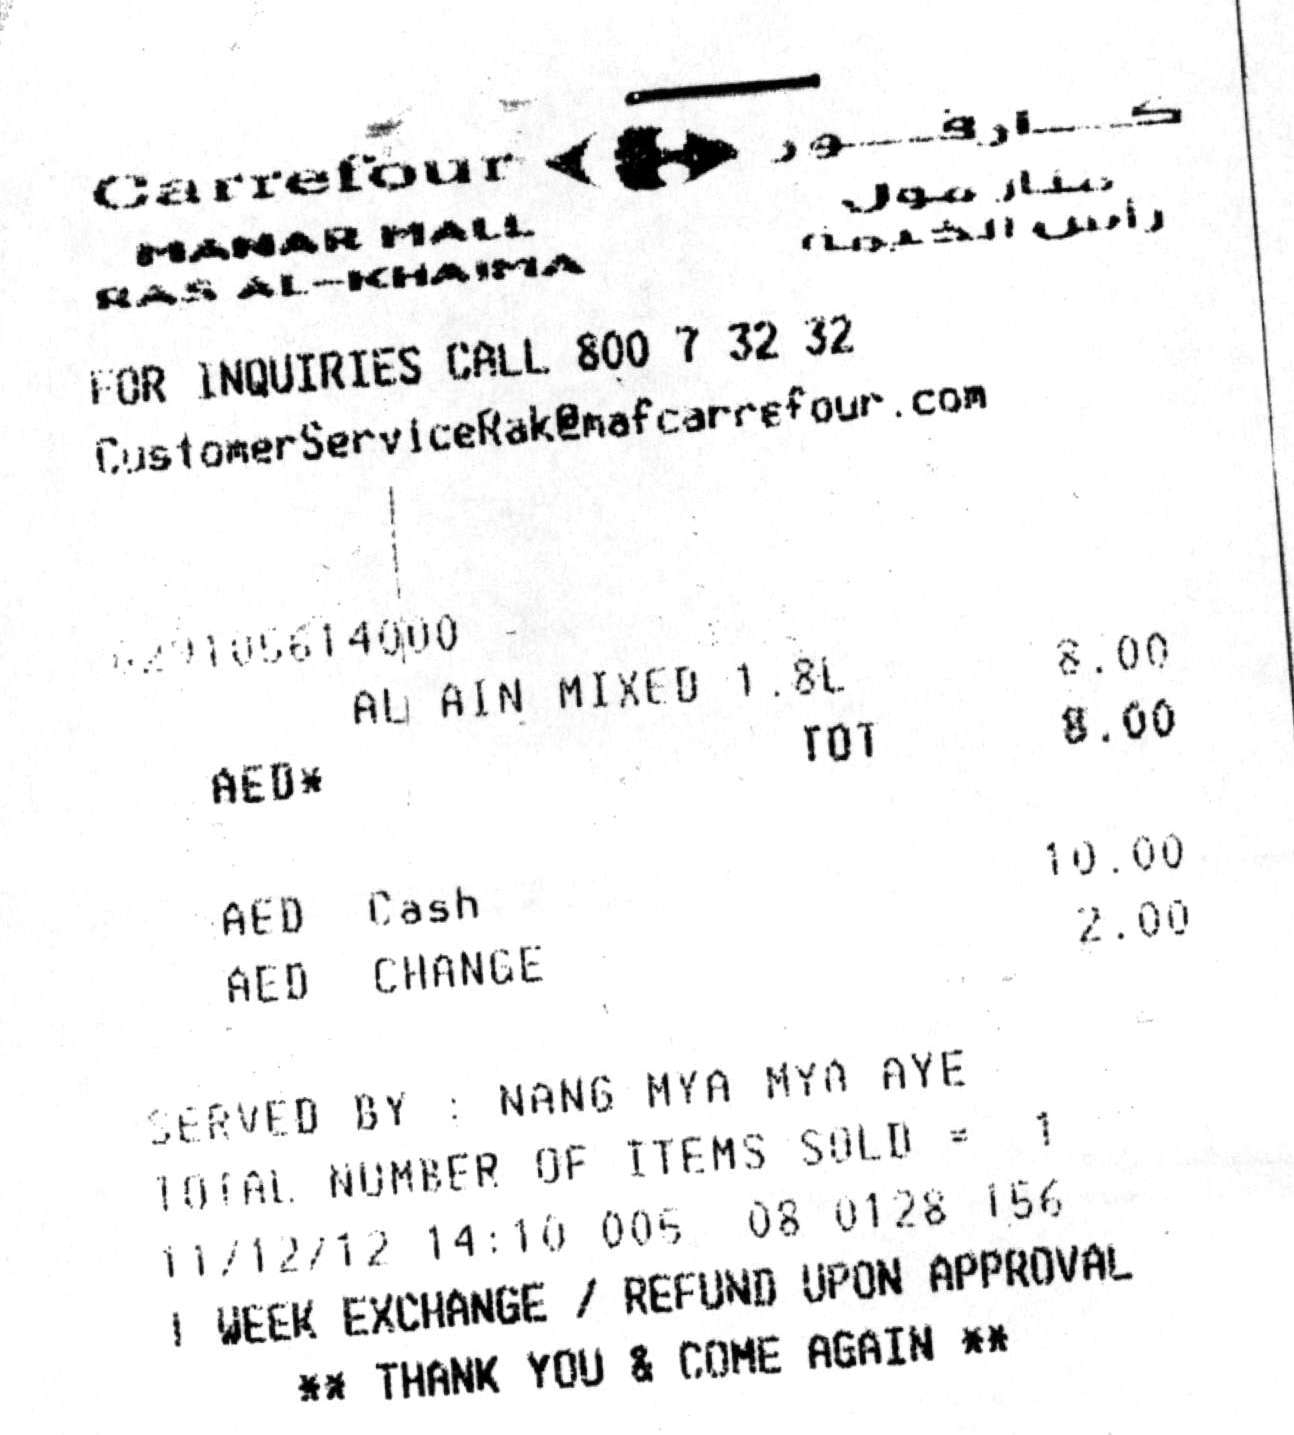 Carrefour كارفور
MANAR MALL منار مول
RAS AL-KHAIMA رأس الخيمة
FOR INQUIRIES CALL 800 7 32 32
CustomerServiceRak@mafcarrefour.com
629105614000
AL AIN MIXED 1.8L 8.00
AED* TOT 8.00
AED Cash 10.00
AED CHANGE 2.00
SERVED BY : NANG MYA MYA AYE
TOTAL NUMBER OF ITEMS SOLD = 1
11/12/12 14:10 005 08 0128 156
1 WEEK EXCHANGE / REFUND UPON APPROVAL
** THANK YOU & COME AGAIN **